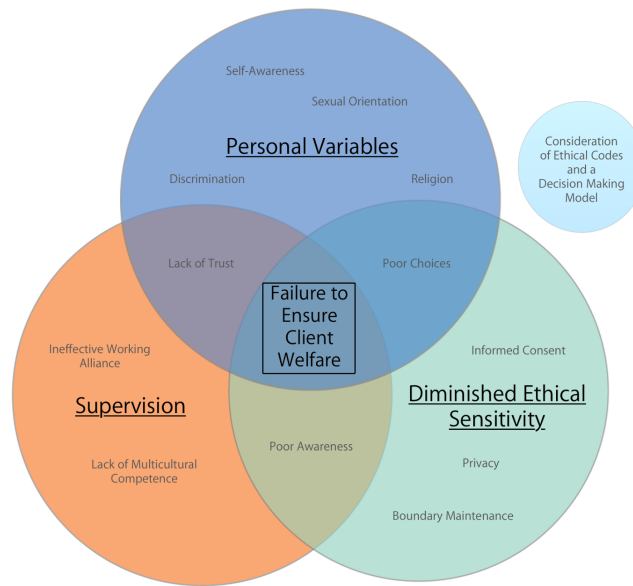 Self-Awareness
Sexual Orientation
Personal Variables
Consideration
of Ethical Codes
and a
Decision Making
Model
Discrimination
Religion
Lack of Trust
Poor Choices
Failure to
Ensure
Client
Welfare
Ineffective Working
Alliance
Informed Consent
Supervision
Diminished Ethical
Sensitivity
Poor Awareness
Lack of Multicultural
Competence
Privacy
Boundary Maintenance